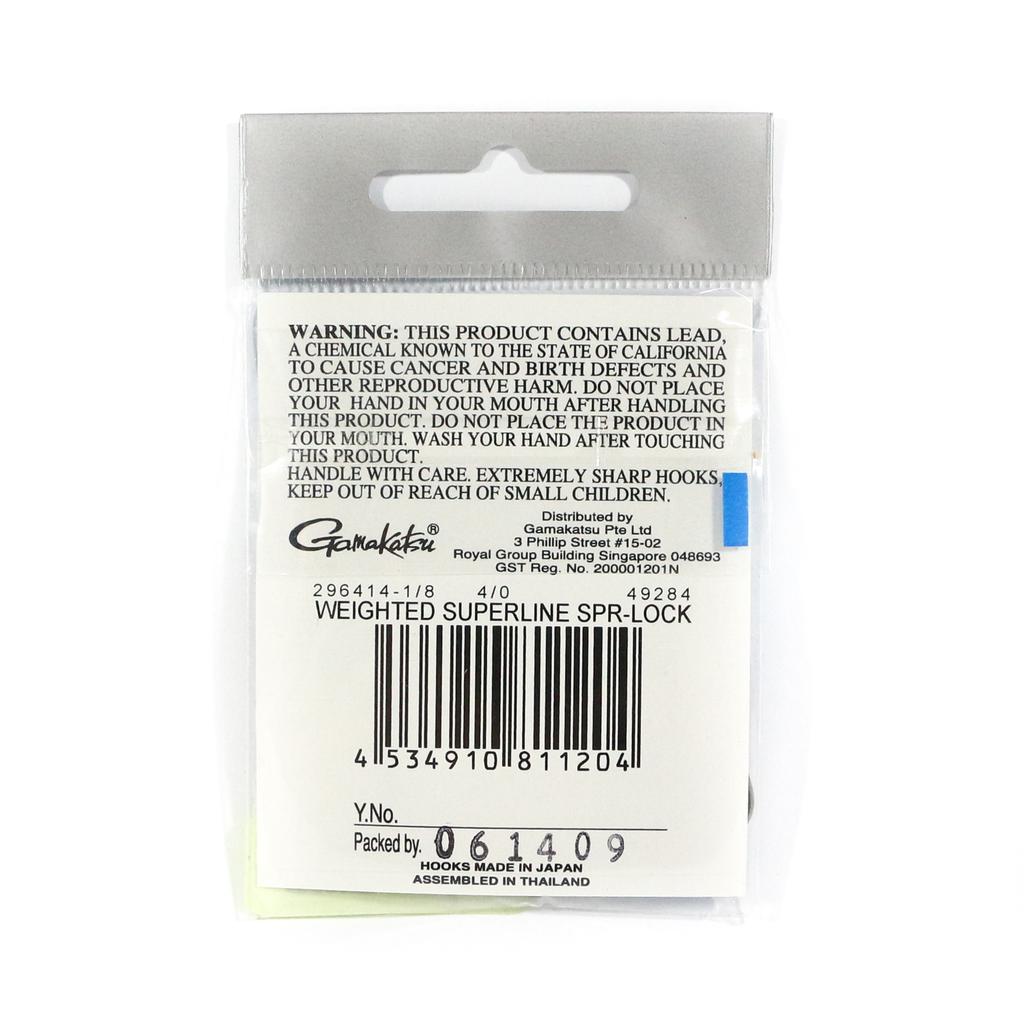 WARNING: THIS PRODUCT CONTAINS LEAD,
A CHEMICAL KNOWN TO THE STATE OF CALIFORNIA
TO CAUSE CANCER AND BIRTH DEFECTS AND
OTHER REPRODUCTIVE HARM. DO NOT PLACE
YOUR HAND IN YOUR MOUTH AFTER HANDLING
THIS PRODUCT. DO NOT PLACE THE PRODUCT IN
YOUR MOUTH. WASH YOUR HAND AFTER TOUCHING
THIS PRODUCT.
HANDLE WITH CARE. EXTREMELY SHARP HOOKS,
KEEP OUT OF REACH OF SMALL CHILDREN.
Gamakatsu®
Distributed by
Gamakatsu Pte Ltd
3 Phillip Street #15-02
Royal Group Building Singapore 048693
GST Reg. No. 200001201N
296414-1/8 4/0 49284
WEIGHTED SUPERLINE SPR-LOCK
4 534910 811204
Y.No.
Packed by. 061409
HOOKS MADE IN JAPAN
ASSEMBLED IN THAILAND